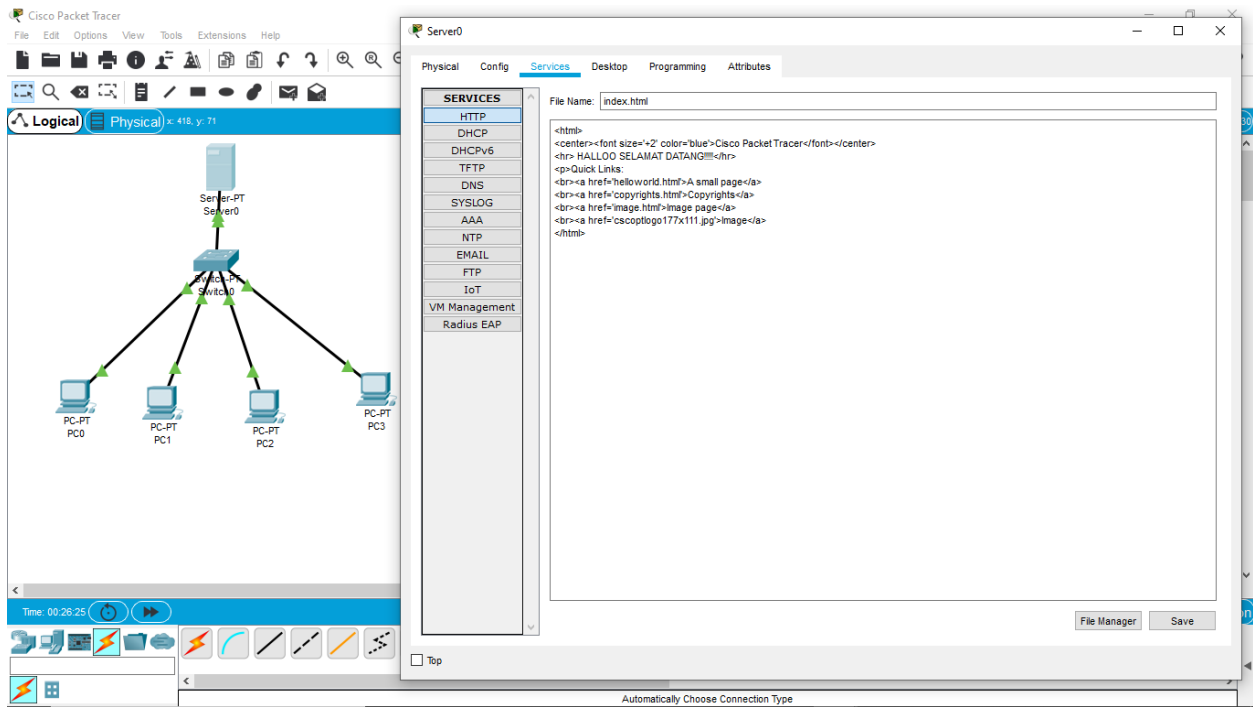 Cisco Packet Tracer
File Edit Options View Tools Extensions Help
Logical Physical x: 418, y: 71
Server-PT
Server0
Switch-PT
Switch0
PC-PT
PC0
PC-PT
PC1
PC-PT
PC2
PC-PT
PC3
Time: 00:26:25
Automatically Choose Connection Type
Server0
Physical Config Services Desktop Programming Attributes
SERVICES
HTTP
DHCP
DHCPv6
TFTP
DNS
SYSLOG
AAA
NTP
EMAIL
FTP
IoT
VM Management
Radius EAP
File Name: index.html
<html>
<center><font size='+2' color='blue'>Cisco Packet Tracer</font></center>
<hr> HALLOO SELAMAT DATANG!!!!</hr>
<p>Quick Links:
<br><a href='helloworld.html'>A small page</a>
<br><a href='copyrights.html'>Copyrights</a>
<br><a href='image.html'>Image page</a>
<br><a href='cscoptlogo177x111.jpg'>Image</a>
</html>
File Manager Save
Top